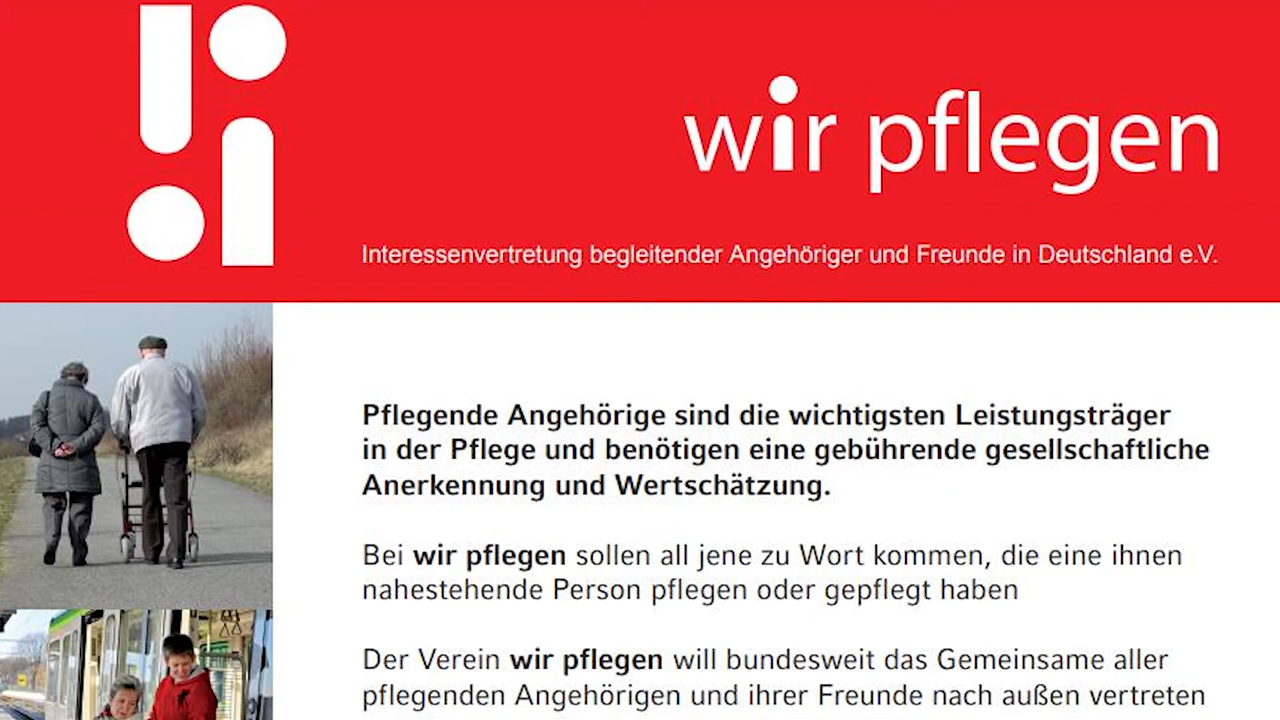 wir pflegen
Interessenvertretung begleitender Angehöriger und Freunde in Deutschland e.V.
Pflegende Angehörige sind die wichtigsten Leistungsträger
in der Pflege und benötigen eine gebührende gesellschaftliche
Anerkennung und Wertschätzung.
Bei wir pflegen sollen all jene zu Wort kommen, die eine ihnen
nahestehende Person pflegen oder gepflegt haben
Der Verein wir pflegen will bundesweit das Gemeinsame aller
pflegenden Angehörigen und ihrer Freunde nach außen vertreten